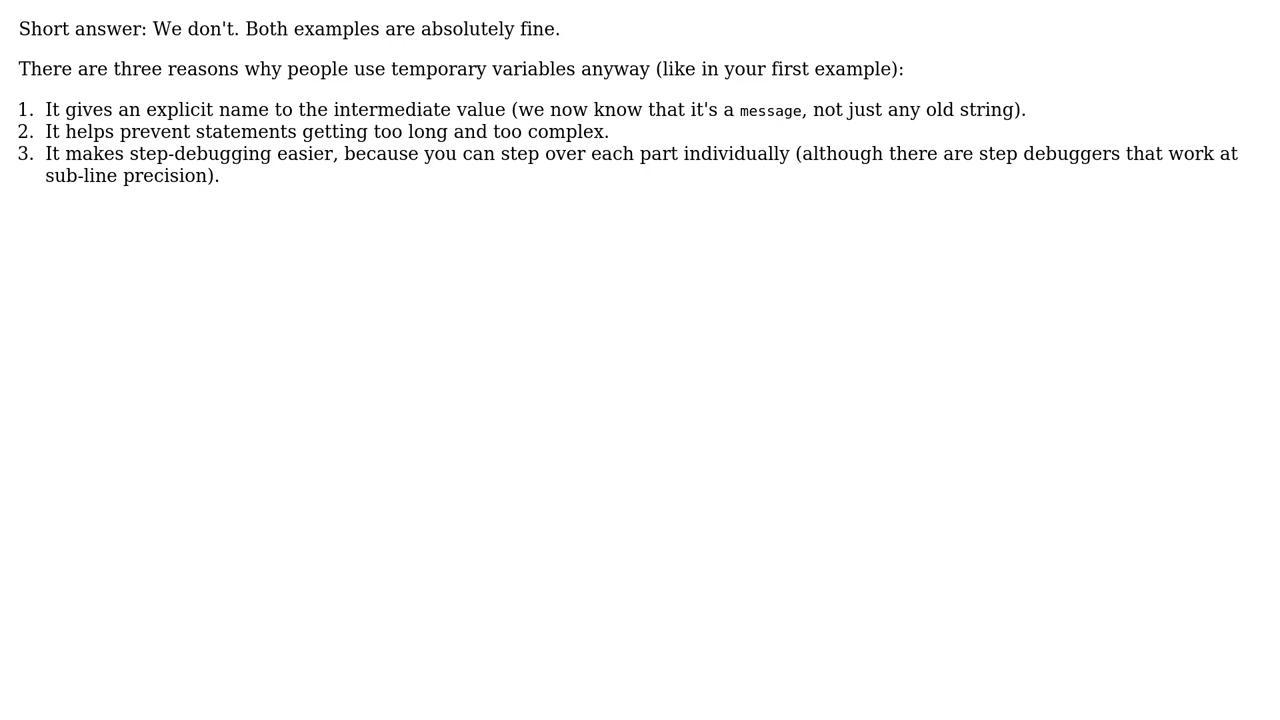 Short answer: We don't. Both examples are absolutely fine.
There are three reasons why people use temporary variables anyway (like in your first example):
1. It gives an explicit name to the intermediate value (we now know that it's a message, not just any old string).
2. It helps prevent statements getting too long and too complex.
3. It makes step-debugging easier, because you can step over each part individually (although there are step debuggers that work at
sub-line precision).